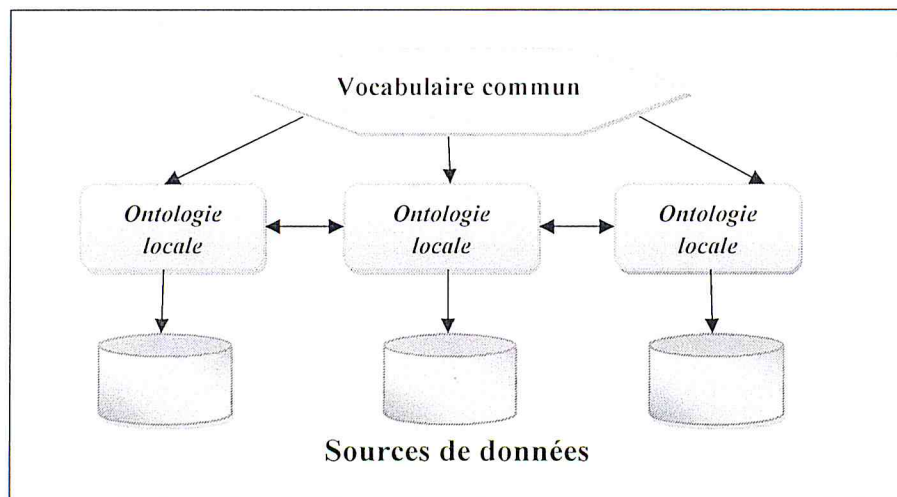 Vocabulaire commun
Ontologie
locale
Ontologie
locale
Ontologie
locale
Sources de données